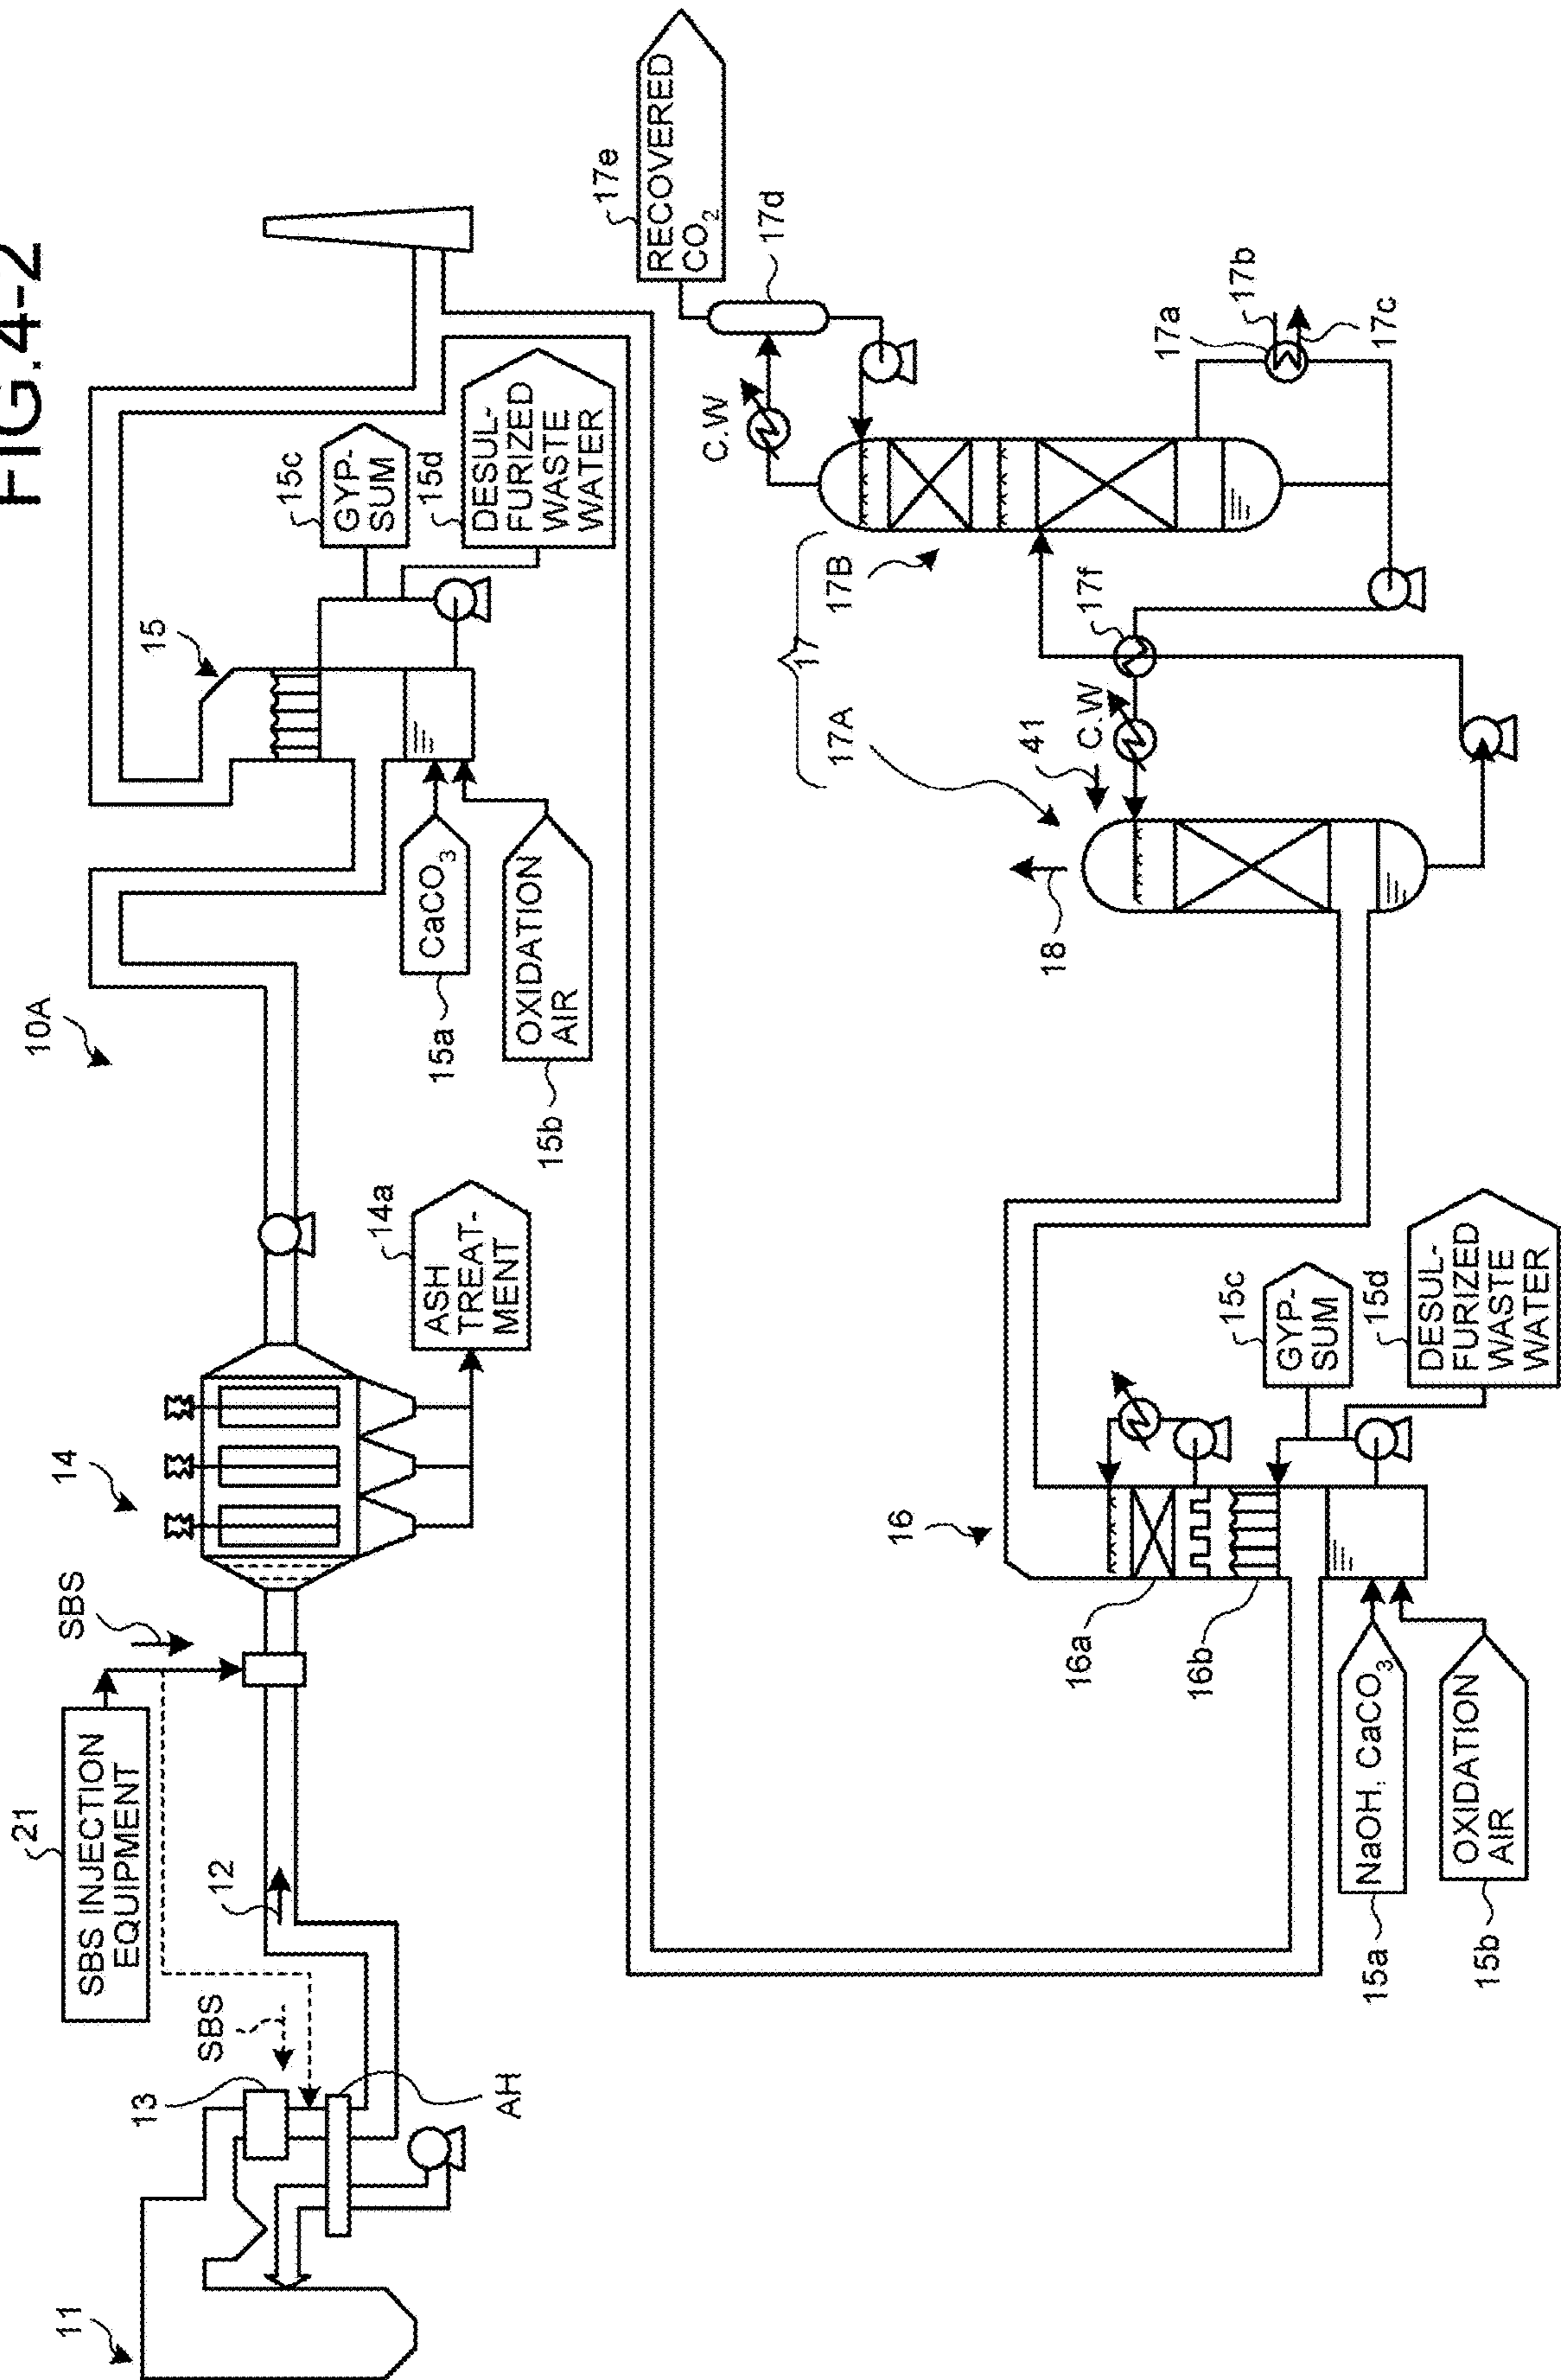 FIG.4-2
10A
11
13
SBS
AH
21
SBS INJECTION
EQUIPMENT
12
SBS
14
14a
ASH
TREAT-
MENT
15
15a
CaCO3
15b
OXIDATION
AIR
15c
GYP-
SUM
15d
DESUL-
FURIZED
WASTE
WATER
16
16a
16b
15a
NaOH, CaCO3
15b
OXIDATION
AIR
15c
GYP-
SUM
15d
DESUL-
FURIZED
WASTE
WATER
18
41
C.W
17
17A
17B
17f
C.W
17a
17b
17c
17d
17e
RECOVERED
CO2